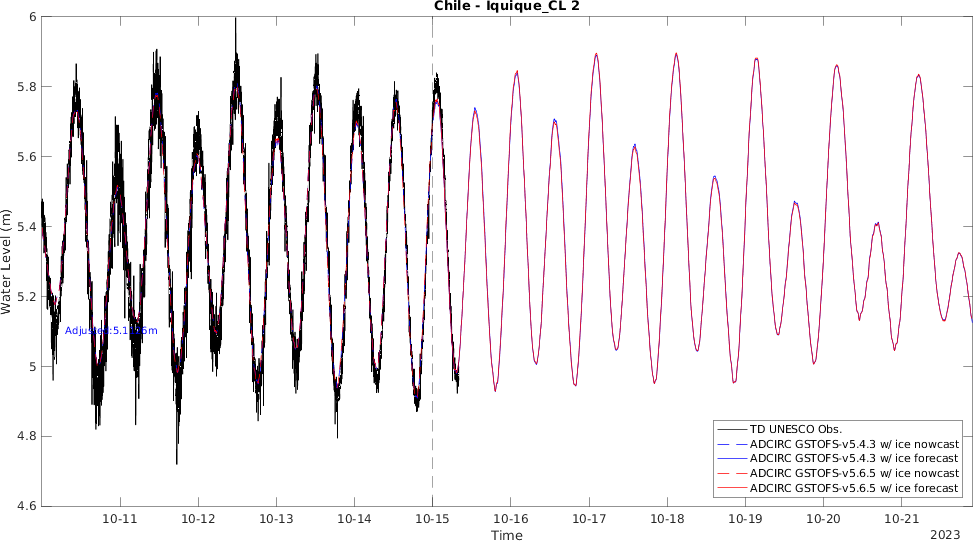 Chile - Iquique_CL 2
Water Level (m)
6
5.8
5.6
5.4
5.2
5
4.8
4.6
TD UNESCO Obs.
ADCIRC GSTOFS-v5.4.3 w/ ice nowcast
ADCIRC GSTOFS-v5.4.3 w/ ice forecast
ADCIRC GSTOFS-v5.6.5 w/ ice nowcast
ADCIRC GSTOFS-v5.6.5 w/ ice forecast
10-11 10-12 10-13 10-14 10-15 10-16 10-17 10-18 10-19 10-20 10-21
Time
2023